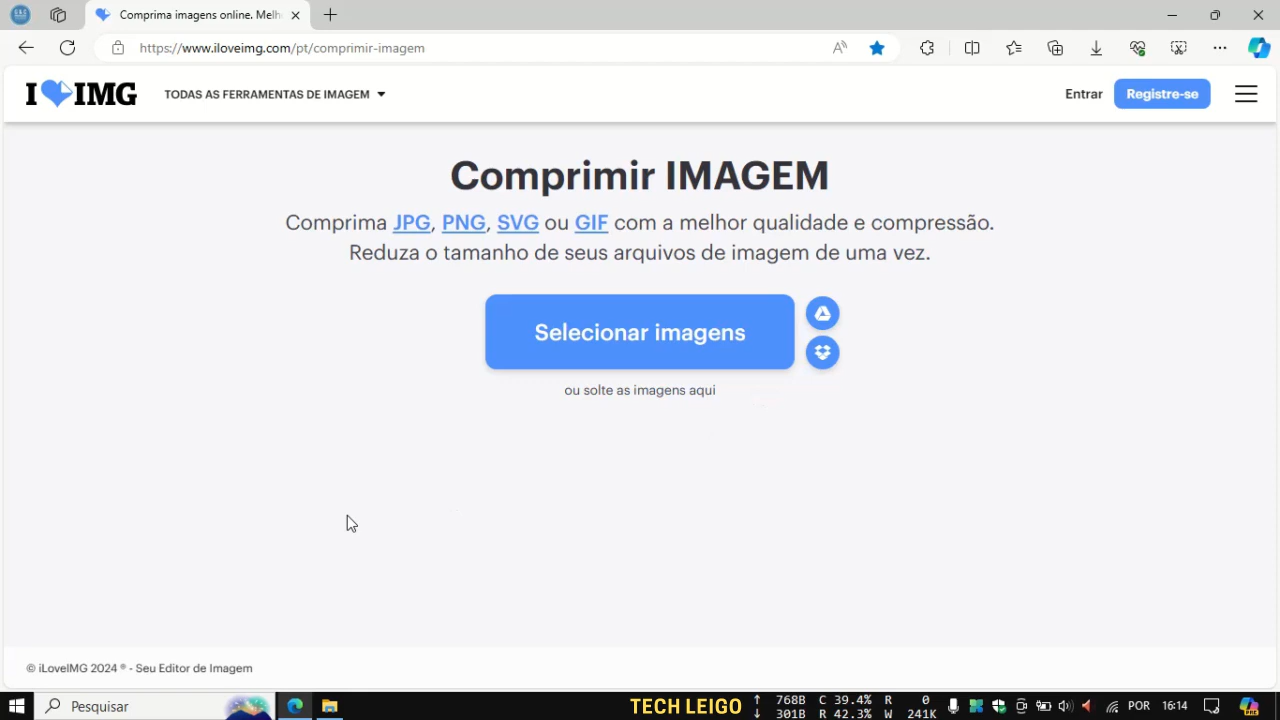 Comprima imagens online. Melh
https://www.iloveimg.com/pt/comprimir-imagem
I IMG
TODAS AS FERRAMENTAS DE IMAGEM
Entrar
Registre-se
Comprimir IMAGEM
Comprima JPG, PNG, SVG ou GIF com a melhor qualidade e compressão.
Reduza o tamanho de seus arquivos de imagem de uma vez.
Selecionar imagens
ou solte as imagens aqui
© iLoveIMG 2024 ® - Seu Editor de Imagem
Pesquisar
TECH LEIGO
↑ 768B C 39.4% R 0
↓ 301B R 42.3% W 241K
POR
16:14